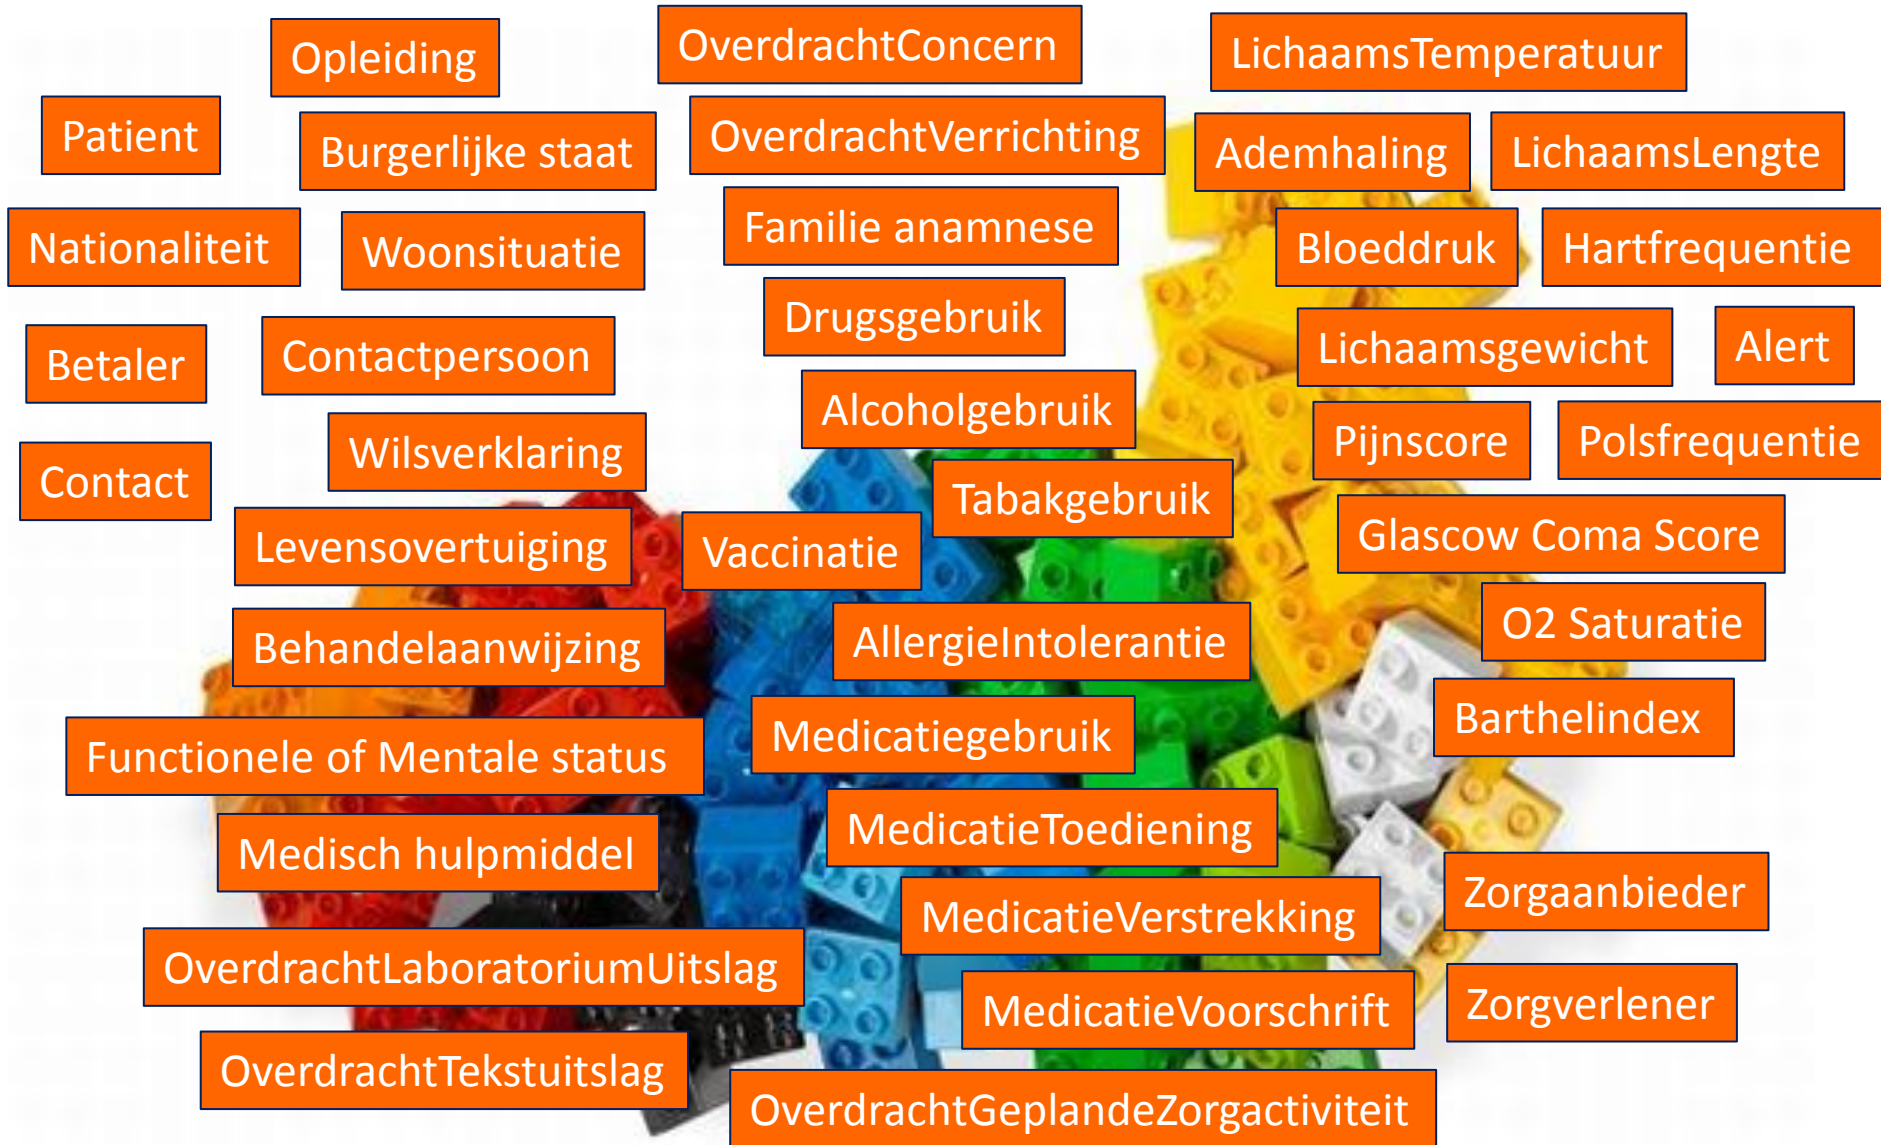 Opleiding
OverdrachtConcern
LichaamsTemperatuur
Patient
Burgerlijke staat
OverdrachtVerrichting
Ademhaling
LichaamsLengte
Nationaliteit
Woonsituatie
Familie anamnese
Bloeddruk
Hartfrequentie
Betaler
Contactpersoon
Drugsgebruik
Lichaamsgewicht
Alert
Alcoholgebruik
Contact
Wilsverklaring
Pijnscore
Polsfrequentie
Tabakgebruik
Levensovertuiging
Vaccinatie
Glascow Coma Score
Behandelaanwijzing
AllergieIntolerantie
O2 Saturatie
Functionele of Mentale status
Medicatiegebruik
Barthelindex
Medisch hulpmiddel
MedicatieToediening
MedicatieVerstrekking
Zorgaanbieder
OverdrachtLaboratoriumUitslag
MedicatieVoorschrift
Zorgverlener
OverdrachtTekstuitslag
OverdrachtGeplandeZorgactiviteit